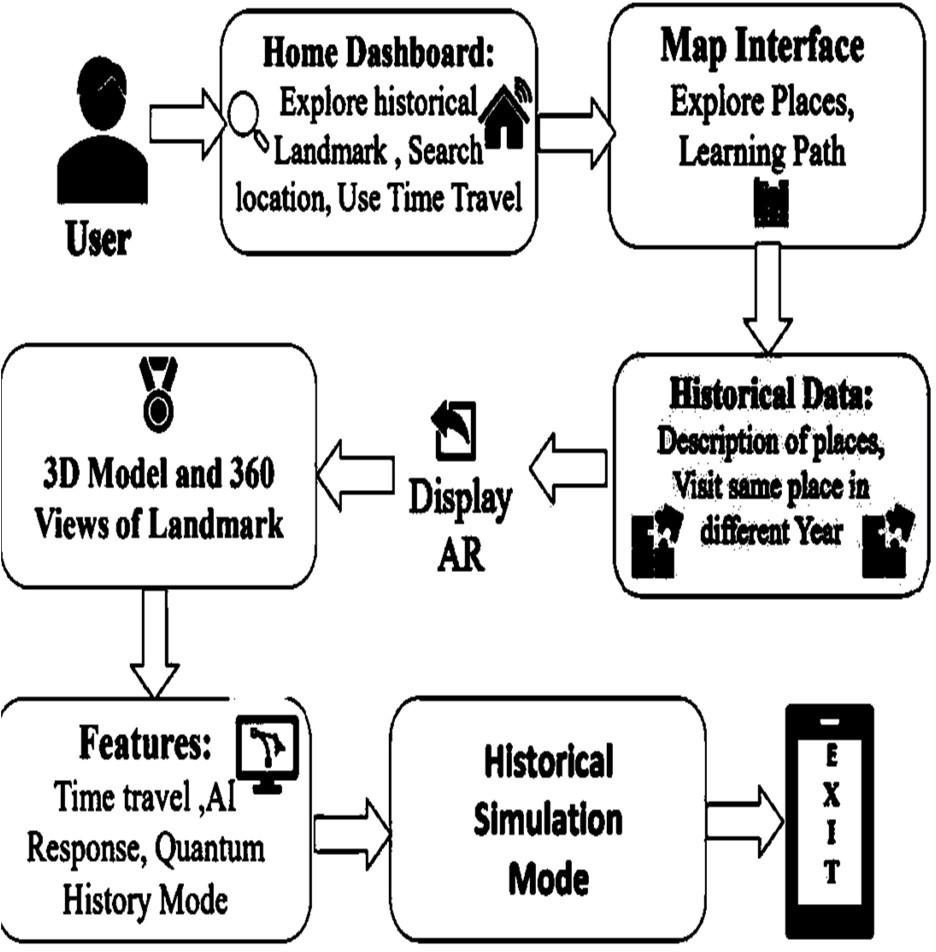 User
Home Dashboard:
Explore historical
Landmark , Search
location, Use Time Travel
Map Interface
Explore Places,
Learning Path
Historical Data:
Description of places,
Visit same place in
different Year
Display
AR
3D Model and 360
Views of Landmark
Features:
Time travel ,AI
Response, Quantum
History Mode
Historical
Simulation
Mode
E
X
I
T